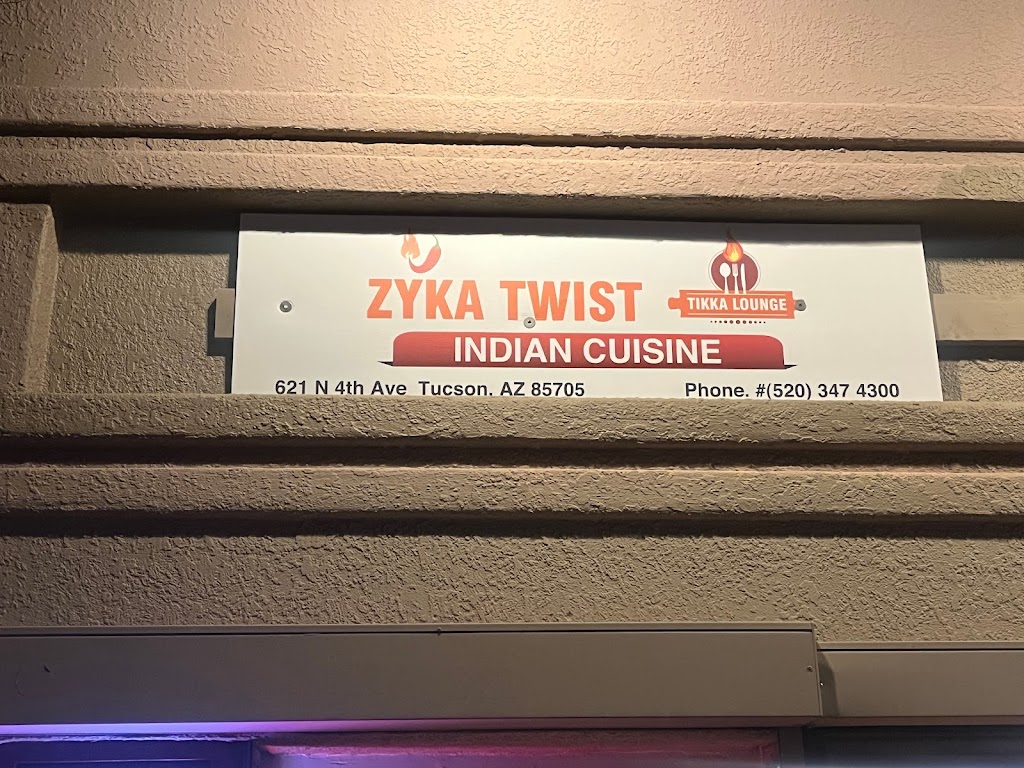 ZYKA TWIST
TIKKA LOUNGE
INDIAN CUISINE
621 N 4th Ave Tucson, AZ 85705
Phone. #(520) 347 4300